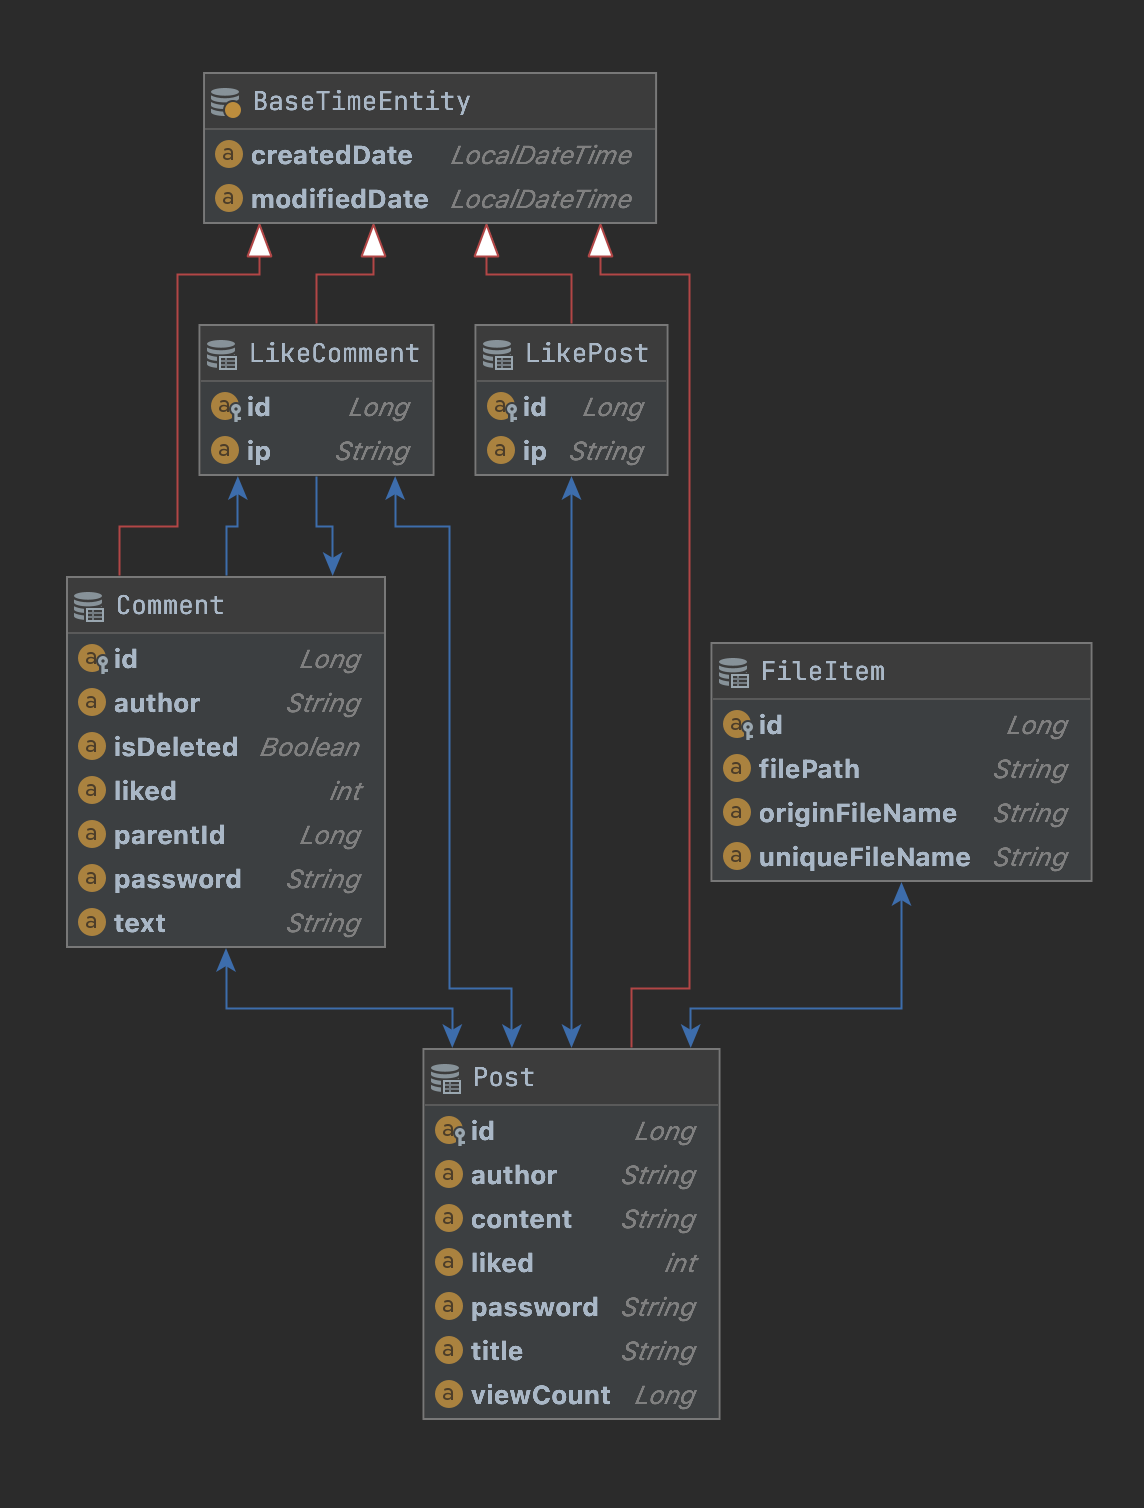 BaseTimeEntity
a createdDate LocalDateTime
a modifiedDate LocalDateTime
LikeComment
a id Long
a ip String
LikePost
a id Long
a ip String
Comment
a id Long
a author String
a isDeleted Boolean
a liked int
a parentId Long
a password String
a text String
FileItem
a id Long
a filePath String
a originFileName String
a uniqueFileName String
Post
a id Long
a author String
a content String
a liked int
a password String
a title String
a viewCount Long